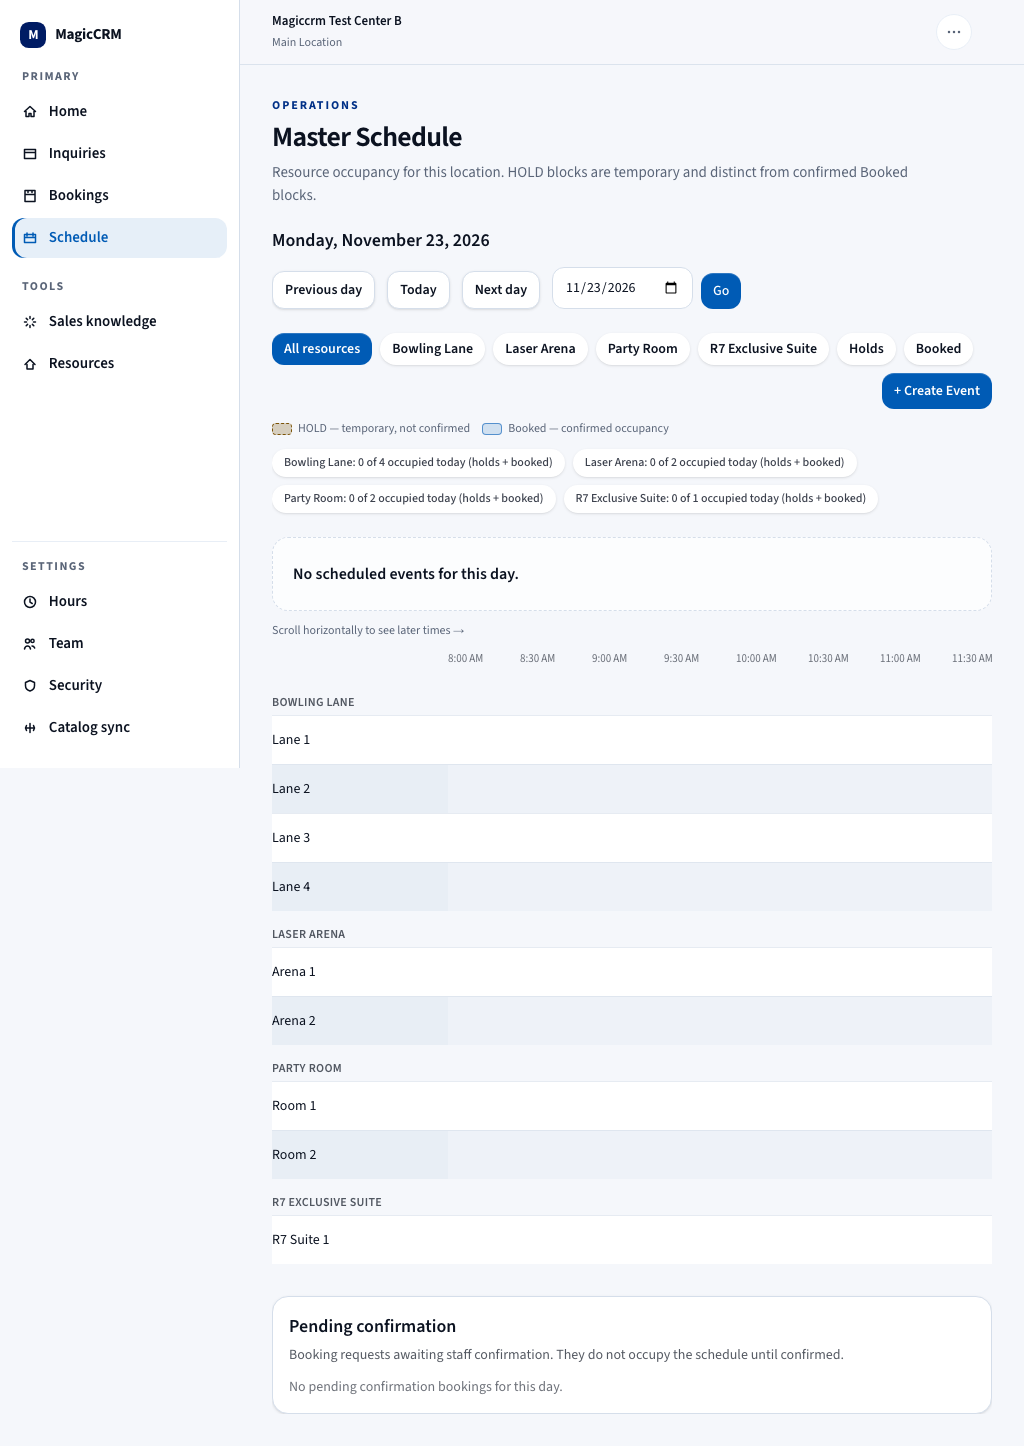 M MagicCRM
PRIMARY
Home
Inquiries
Bookings
Schedule
TOOLS
Sales knowledge
Resources
SETTINGS
Hours
Team
Security
Catalog sync
Magiccrm Test Center B
Main Location
OPERATIONS
Master Schedule
Resource occupancy for this location. HOLD blocks are temporary and distinct from confirmed Booked
blocks.
Monday, November 23, 2026
Previous day Today Next day 11/23/2026 Go
All resources Bowling Lane Laser Arena Party Room R7 Exclusive Suite Holds Booked
+ Create Event
HOLD — temporary, not confirmed Booked — confirmed occupancy
Bowling Lane: 0 of 4 occupied today (holds + booked) Laser Arena: 0 of 2 occupied today (holds + booked)
Party Room: 0 of 2 occupied today (holds + booked) R7 Exclusive Suite: 0 of 1 occupied today (holds + booked)
No scheduled events for this day.
Scroll horizontally to see later times →
8:00 AM 8:30 AM 9:00 AM 9:30 AM 10:00 AM 10:30 AM 11:00 AM 11:30 AM
BOWLING LANE
Lane 1
Lane 2
Lane 3
Lane 4
LASER ARENA
Arena 1
Arena 2
PARTY ROOM
Room 1
Room 2
R7 EXCLUSIVE SUITE
R7 Suite 1
Pending confirmation
Booking requests awaiting staff confirmation. They do not occupy the schedule until confirmed.
No pending confirmation bookings for this day.